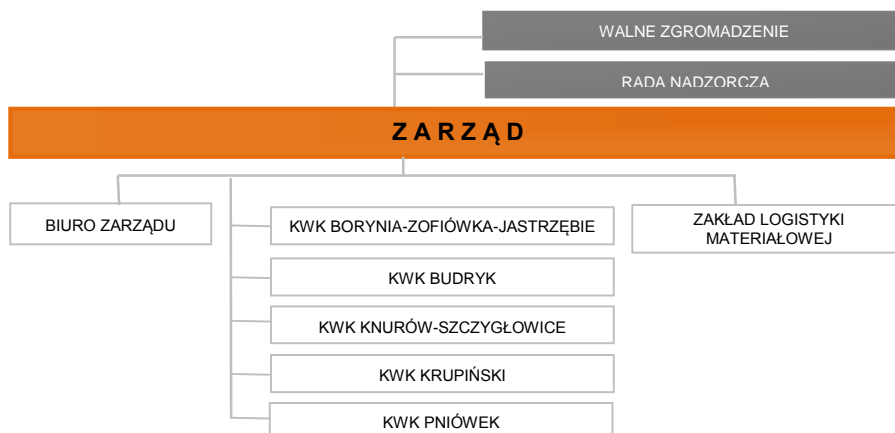 WALNE ZGROMADZENIE
RADA NADZORCZA
ZARZĄD
BIURO ZARZĄDU
KWK BORYNIA-ZOFIÓWKA-JASTRZĘBIE
ZAKŁAD LOGISTYKI
MATERIAŁOWEJ
KWK BUDRYK
KWK KNURÓW-SZCZYGŁOWICE
KWK KRUPIŃSKI
KWK PNIÓWEK